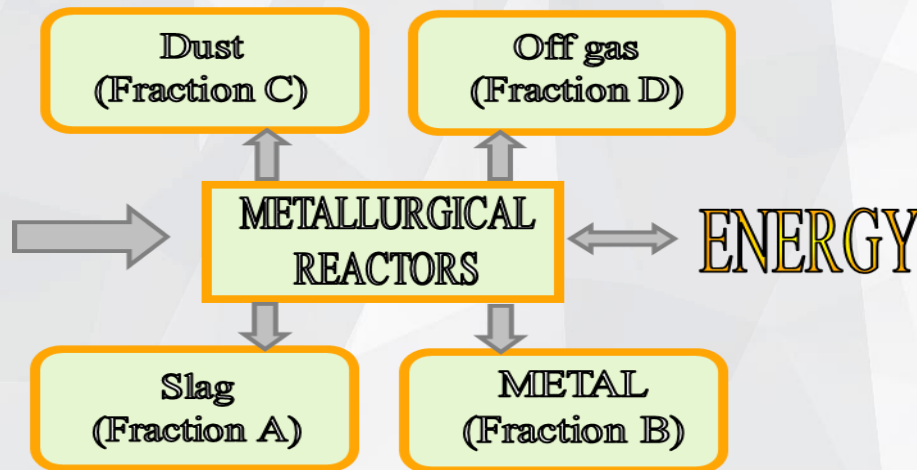 Dust
(Fraction C)
Off gas
(Fraction D)
METALLURGICAL
REACTORS
ENERGY
Slag
(Fraction A)
METAL
(Fraction B)